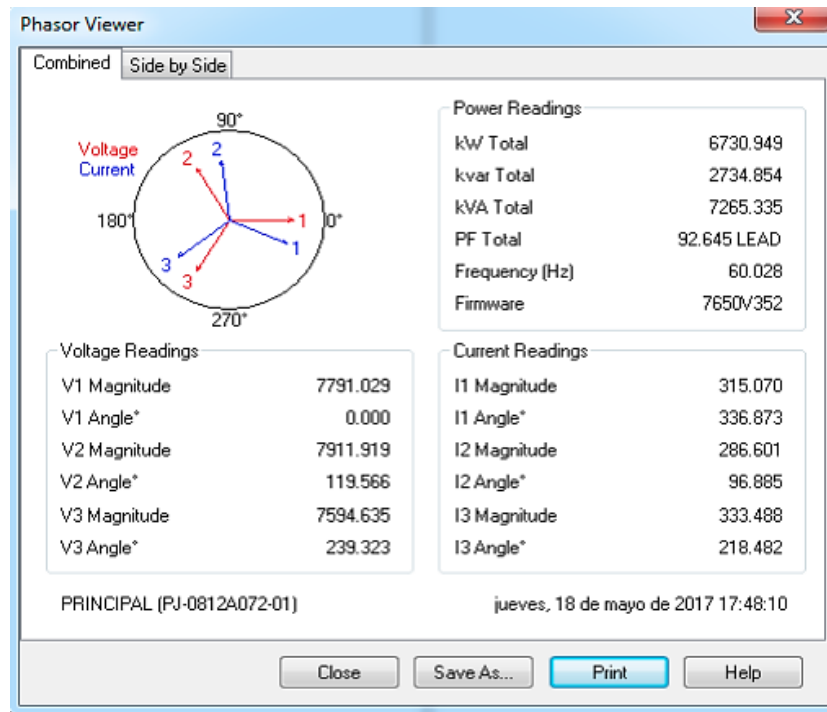 Phasor Viewer
x
Combined Side by Side
90°
Voltage
Current
2 2
180° 1 0°
1
3
3
270°
Power Readings
kW Total 6730.949
kvar Total 2734.854
kVA Total 7265.335
PF Total 92.645 LEAD
Frequency (Hz) 60.028
Firmware 7650V352
Voltage Readings
V1 Magnitude 7791.029
V1 Angle° 0.000
V2 Magnitude 7911.919
V2 Angle° 119.566
V3 Magnitude 7594.635
V3 Angle° 239.323
Current Readings
I1 Magnitude 315.070
I1 Angle° 336.873
I2 Magnitude 286.601
I2 Angle° 96.885
I3 Magnitude 333.488
I3 Angle° 218.482
PRINCIPAL (PJ-0812A072-01) jueves, 18 de mayo de 2017 17:48:10
Close Save As... Print Help